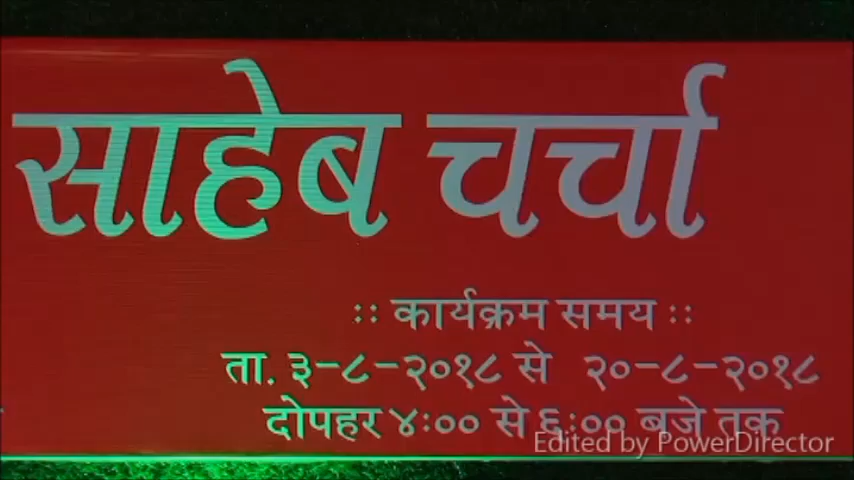 साहेब चर्चा
:: कार्यक्रम समय ::
ता. ३-८-२०१८ से २०-८-२०१८
दोपहर ४:०० से ६:०० बजे तक
Edited by PowerDirector